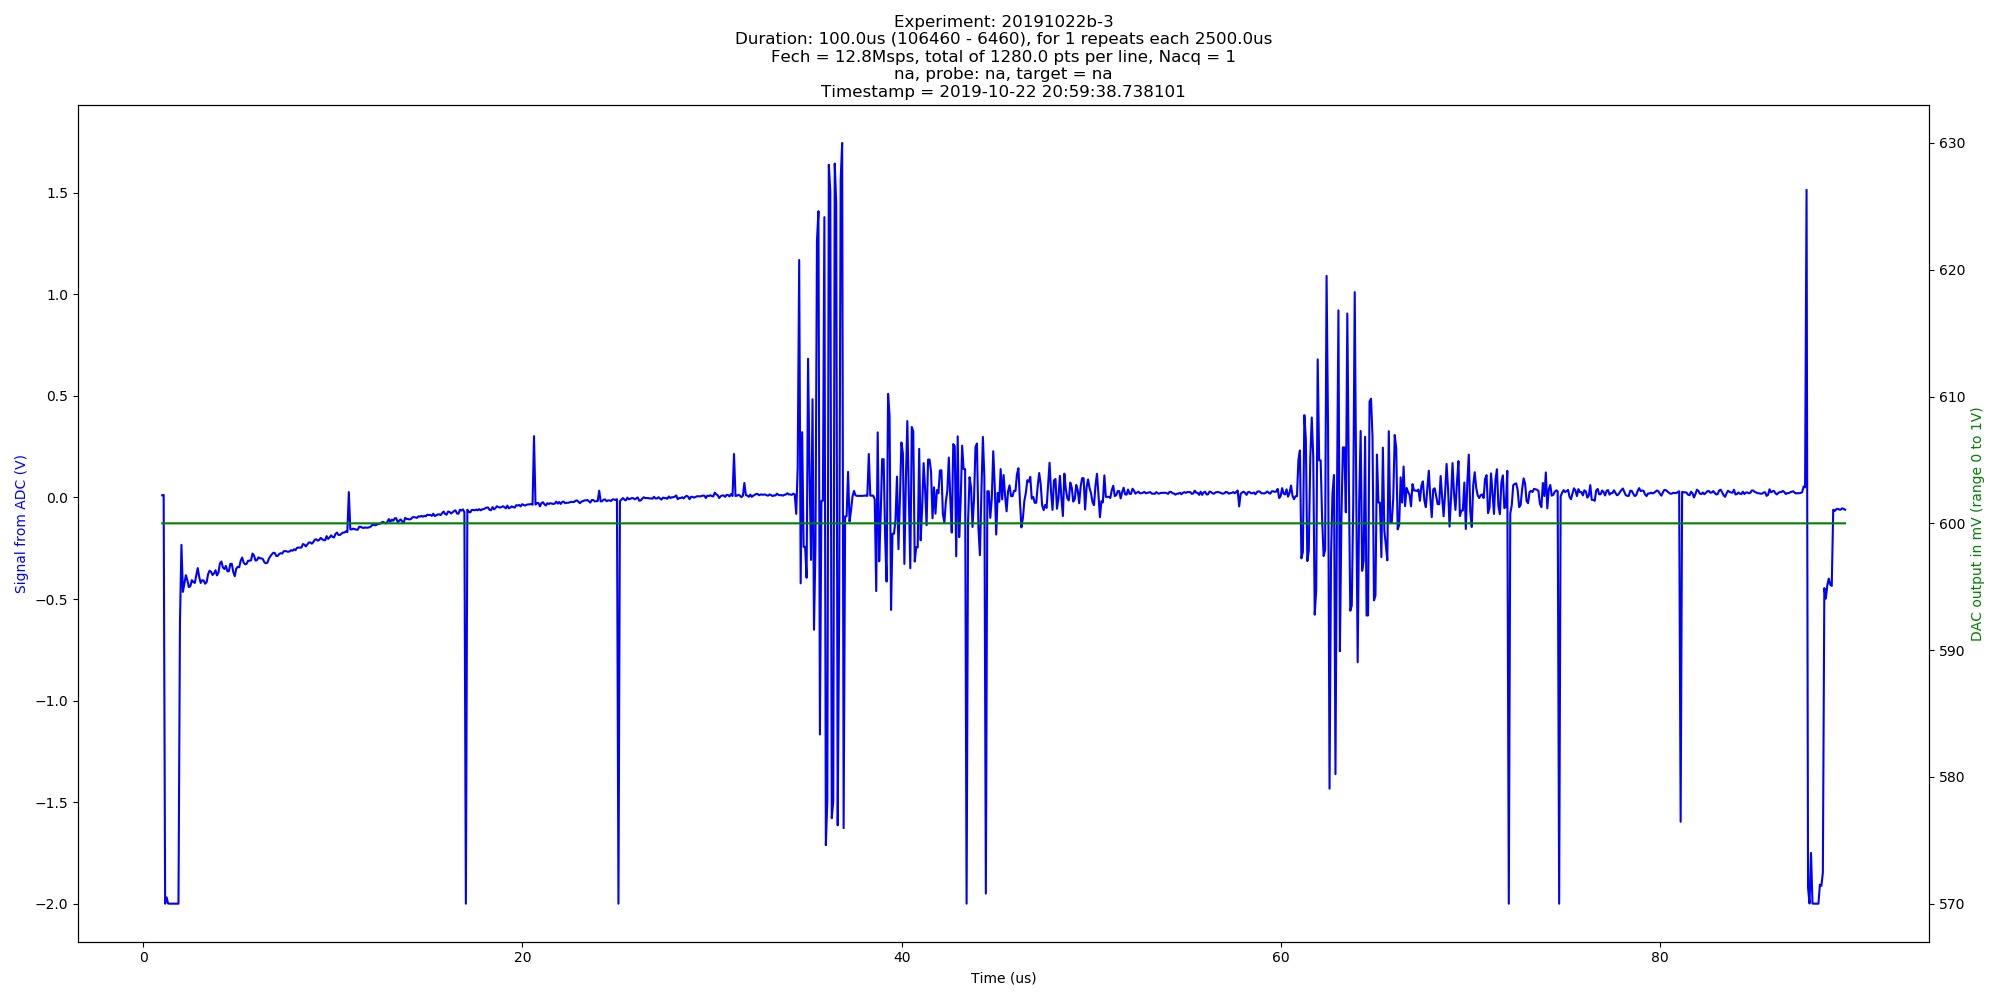 Experiment: 20191022b-3
Duration: 100.0us (106460 - 6460), for 1 repeats each 2500.0us
Fech = 12.8Msps, total of 1280.0 pts per line, Nacq = 1
na, probe: na, target = na
Timestamp = 2019-10-22 20:59:38.738101
Signal from ADC (V)
1.5
1.0
0.5
0.0
−0.5
−1.0
−1.5
−2.0
630
620
610
600
590
580
570
DAC output in mV (range 0 to 1V)
0
20
40
60
80
Time (us)